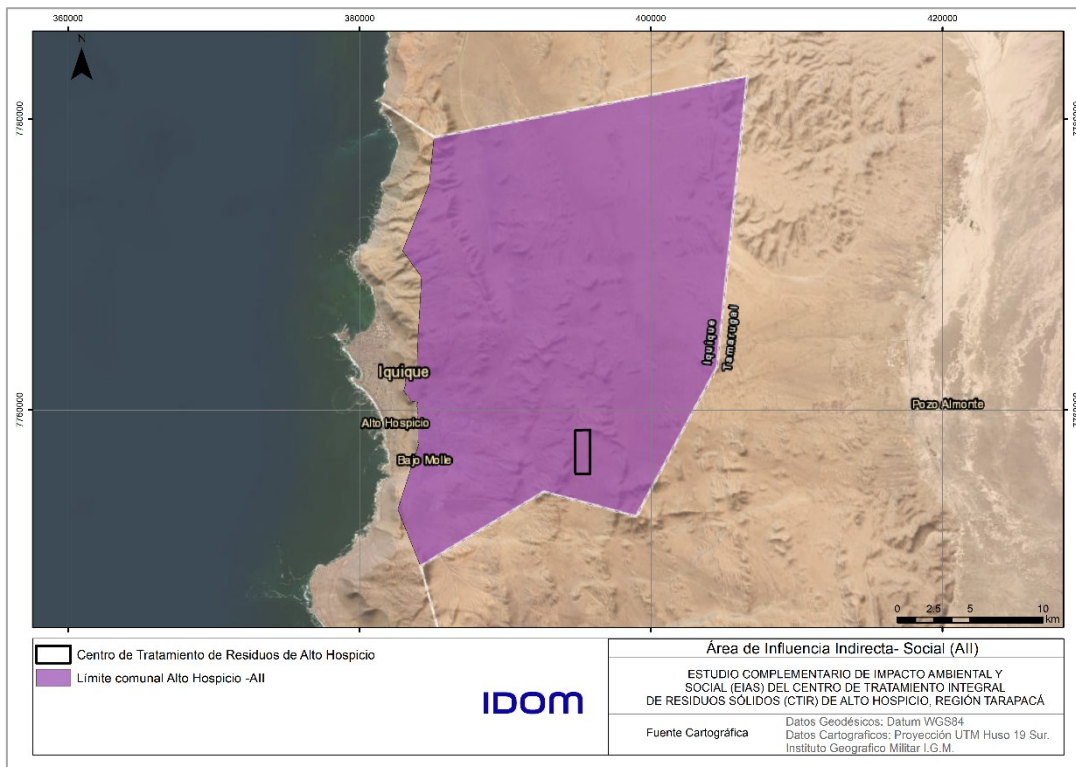 360000
380000
400000
420000
N
7780000
7780000
Iquique
Tamarugal
Iquique
Alto Hospicio
Bajo Molle
Pozo Almonte
7760000
7760000
0 2,5 5 10
km
Centro de Tratamiento de Residuos de Alto Hospicio
Límite comunal Alto Hospicio -AII
IDOM
Área de Influencia Indirecta- Social (AII)
ESTUDIO COMPLEMENTARIO DE IMPACTO AMBIENTAL Y
SOCIAL (EIAS) DEL CENTRO DE TRATAMIENTO INTEGRAL
DE RESIDUOS SÓLIDOS (CTIR) DE ALTO HOSPICIO, REGIÓN TARAPACÁ
Fuente Cartográfica
Datos Geodésicos: Datum WGS84
Datos Cartograficos: Proyección UTM Huso 19 Sur.
Instituto Geografico Militar I.G.M.